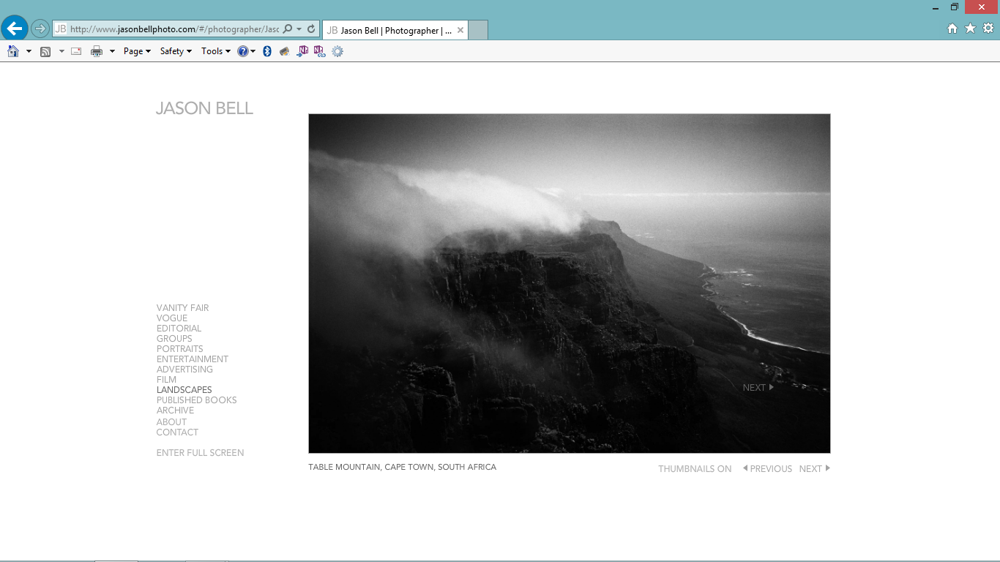 JB http://www.jasonbellphoto.com/#/photographer/Jaso
JB Jason Bell | Photographer | ...
Page Safety Tools
JASON BELL
VANITY FAIR
VOGUE
EDITORIAL
GROUPS
PORTRAITS
ENTERTAINMENT
ADVERTISING
FILM
LANDSCAPES
PUBLISHED BOOKS
ARCHIVE
ABOUT
CONTACT
ENTER FULL SCREEN
NEXT
TABLE MOUNTAIN, CAPE TOWN, SOUTH AFRICA
THUMBNAILS ON PREVIOUS NEXT